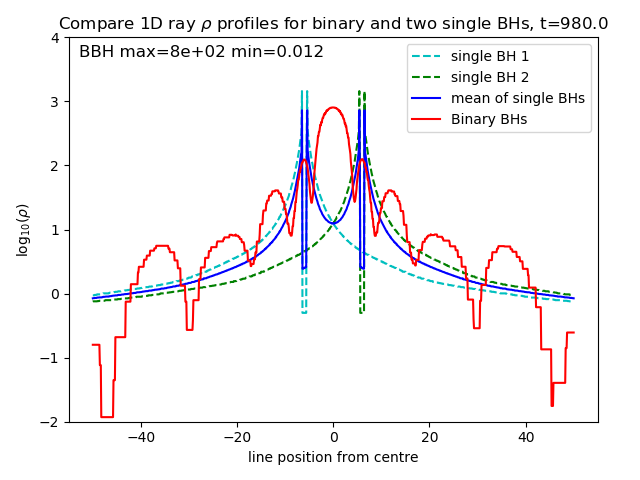 Compare 1D ray ρ profiles for binary and two single BHs, t=980.0
BBH max=8e+02 min=0.012
single BH 1
single BH 2
mean of single BHs
Binary BHs
log₁₀(ρ)
4
3
2
1
0
−1
−2
−40
−20
0
20
40
line position from centre